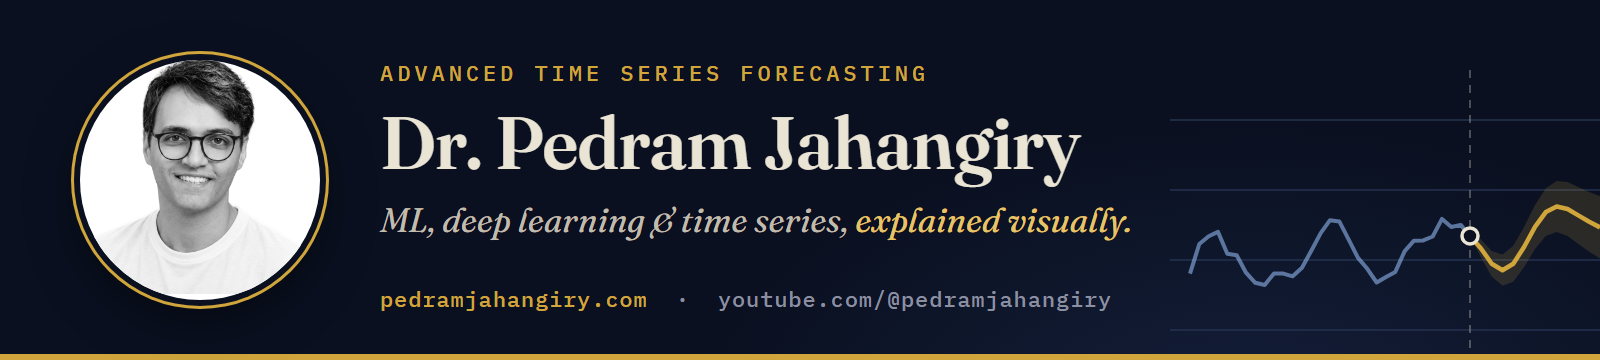 ADVANCED TIME SERIES FORECASTING
Dr. Pedram Jahangiry
ML, deep learning & time series, explained visually.
pedramjahangiry.com · youtube.com/@pedramjahangiry